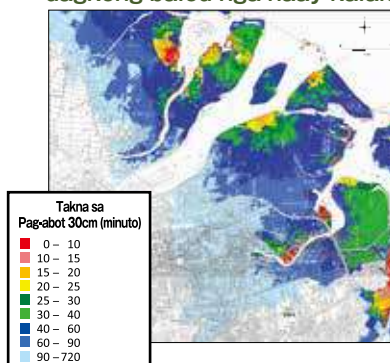 Takna sa
Pag-abot 30cm (minuto)
0 – 10
10 – 15
15 – 20
20 – 25
25 – 30
30 – 40
40 – 60
60 – 90
90 – 720